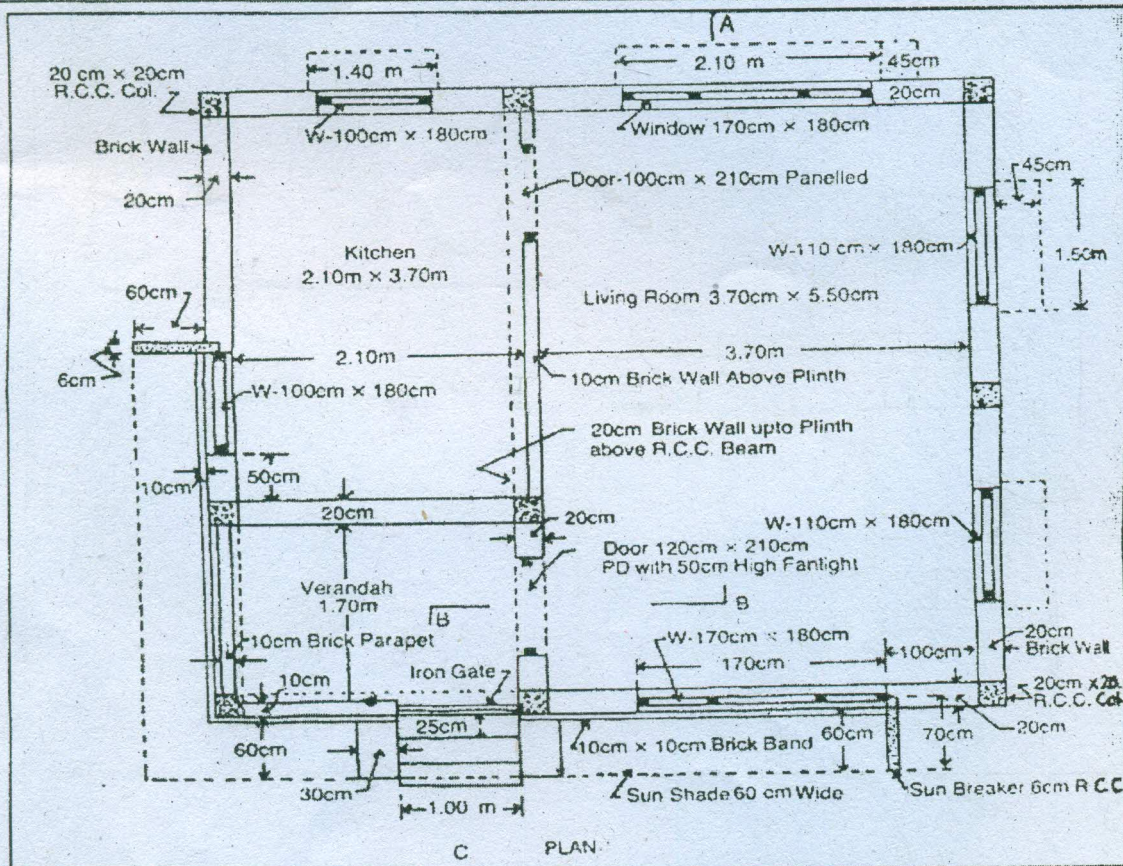 A
1.40 m
2.10 m
45cm
20 cm × 20cm
R.C.C. Col.
20cm
W-100cm × 180cm
Window 170cm × 180cm
Brick Wall
45cm
Door-100cm × 210cm Panelled
20cm
Kitchen
2.10m × 3.70m
W-110 cm × 180cm
1.50m
60cm
Living Room 3.70cm × 5.50cm
2.10m
3.70m
6cm
10cm Brick Wall Above Plinth
W-100cm × 180cm
20cm Brick Wall upto Plinth
above R.C.C. Beam
50cm
10cm
20cm
20cm
W-110cm × 180cm
Door 120cm × 210cm
PD with 50cm High Fantight
Verandah
1.70m
B
B
10cm Brick Parapet
W-170cm × 180cm
20cm
Brick Wall
170cm
100cm
Iron Gate
10cm
20cm × 20
R.C.C. Col
25cm
20cm
60cm
10cm × 10cm Brick Band
60cm
70cm
30cm
Sun Shade 60 cm Wide
Sun Breaker 6cm R C C
1.00 m
C
PLAN